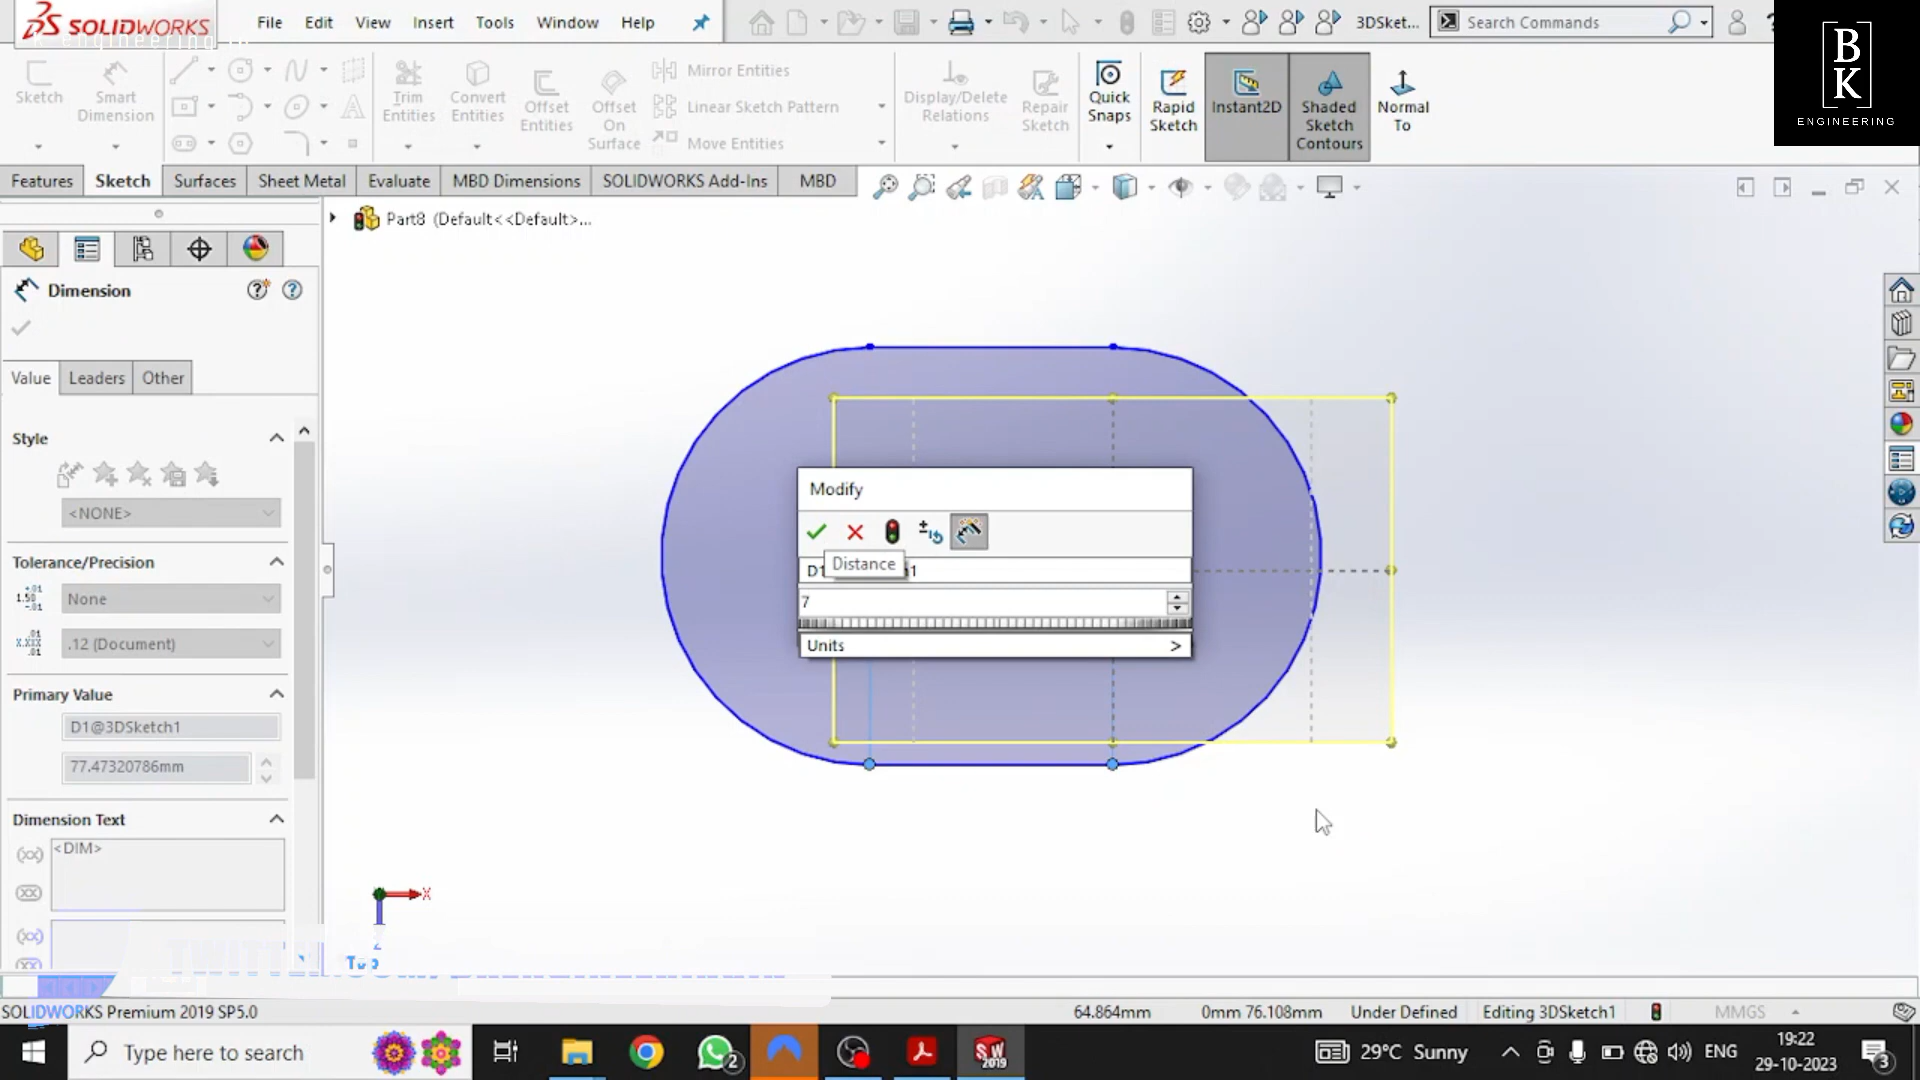 SOLIDWORKS
File Edit View Insert Tools Window Help
3DSket...
Search Commands
?
B
K
ENGINEERING
Sketch
Smart Dimension
Trim Entities
Convert Entities
Offset Entities
Offset On Surface
Mirror Entities
Linear Sketch Pattern
Move Entities
Display/Delete Relations
Repair Sketch
Quick Snaps
Rapid Sketch
Instant2D
Shaded Sketch Contours
Normal To
Features Sketch Surfaces Sheet Metal Evaluate MBD Dimensions SOLIDWORKS Add-Ins MBD
Part8 (Default<<Default>...
Dimension
Value Leaders Other
Style
<NONE>
Tolerance/Precision
None
.12 (Document)
Primary Value
D1@3DSketch1
77.47320786mm
Dimension Text
<DIM>
Modify
Distance
7
Units >
X
Top
SOLIDWORKS Premium 2019 SP5.0
64.864mm 0mm 76.108mm Under Defined Editing 3DSketch1 MMGS
Type here to search
2
SW 2019
29°C Sunny
ENG
19:22
29-10-2023
3